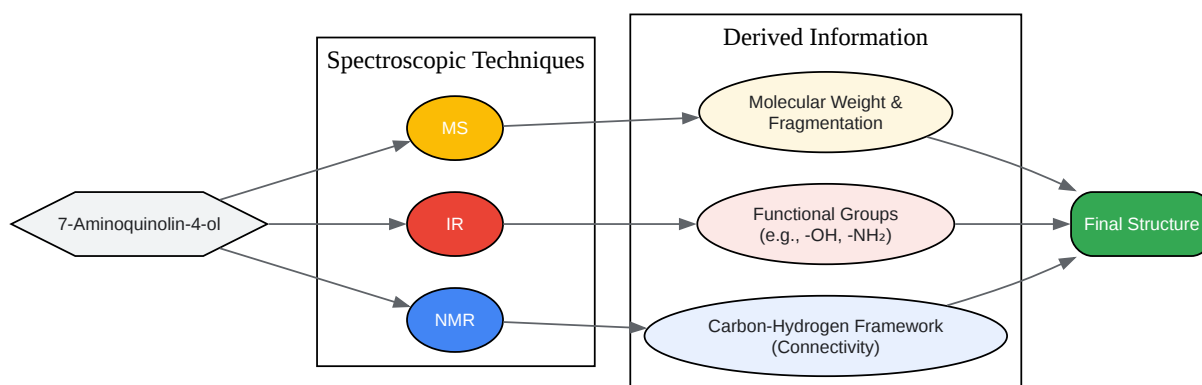 Spectroscopic Techniques
Derived Information
7-Aminoquinolin-4-ol
MS
IR
NMR
Molecular Weight &
Fragmentation
Functional Groups
(e.g., -OH, -NH₂)
Carbon-Hydrogen Framework
(Connectivity)
Final Structure